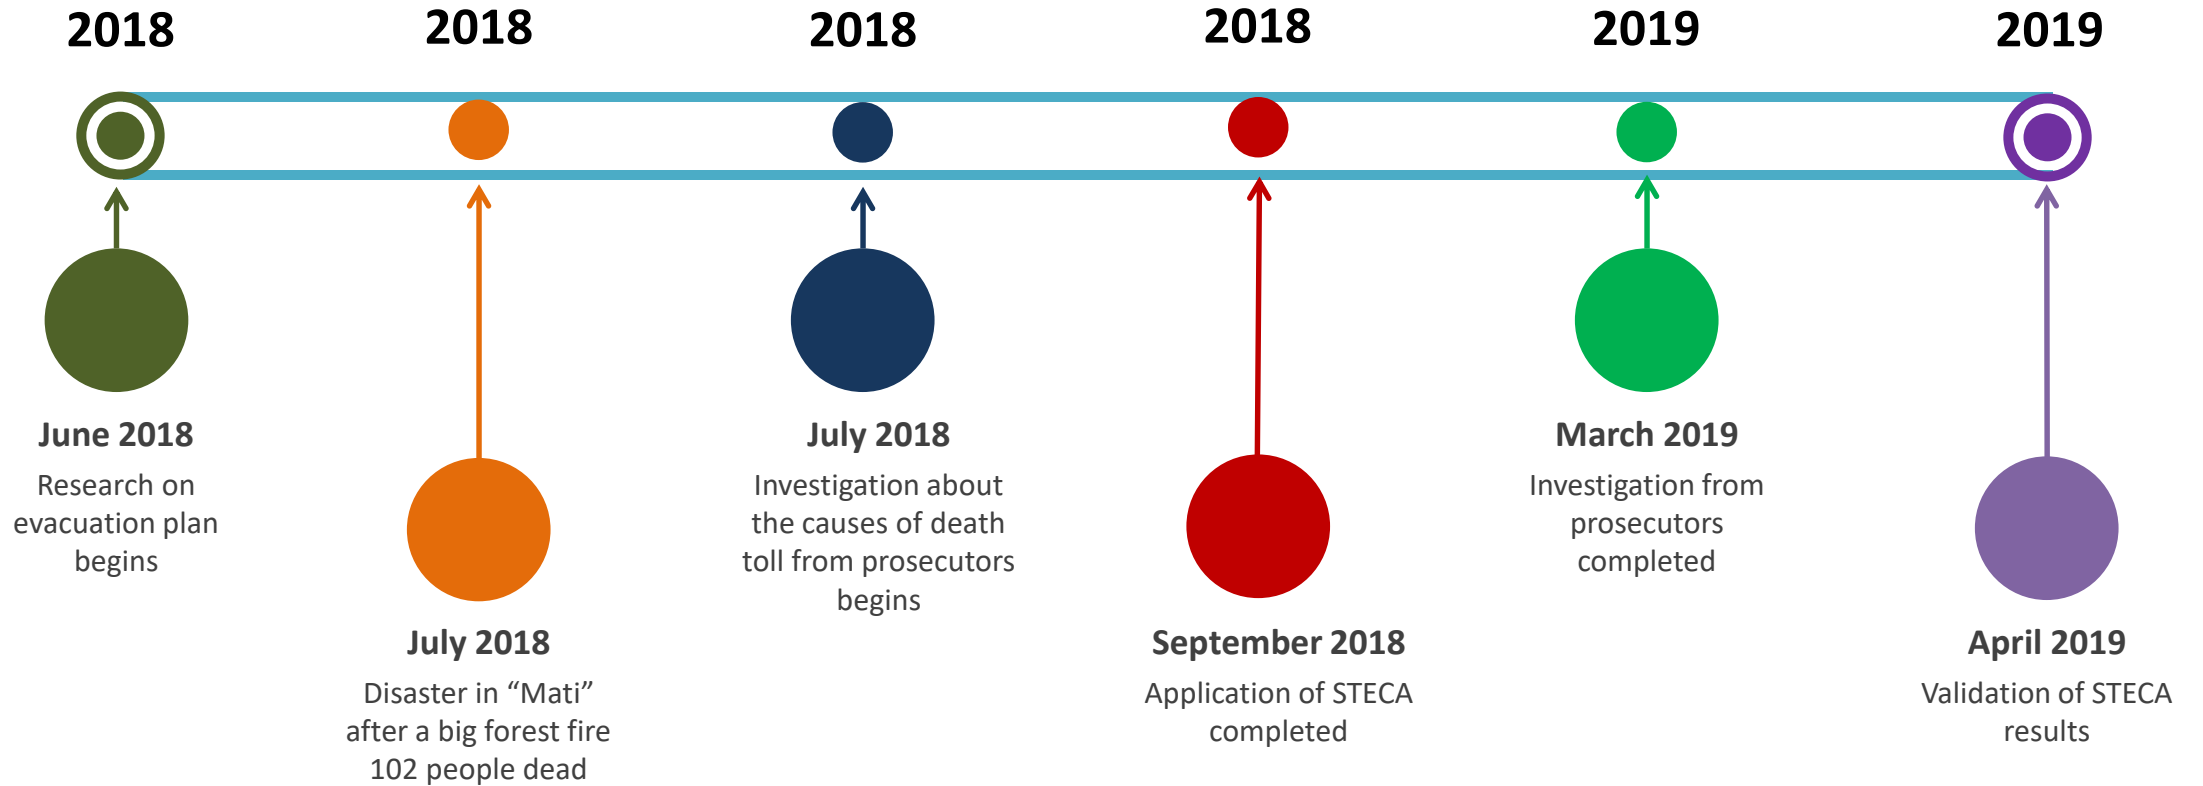 2018
2018
2018
2018
2019
2019
June 2018
Research on
evacuation plan
begins
July 2018
Disaster in “Mati”
after a big forest fire
102 people dead
July 2018
Investigation about
the causes of death
toll from prosecutors
begins
September 2018
Application of STECA
completed
March 2019
Investigation from
prosecutors
completed
April 2019
Validation of STECA
results